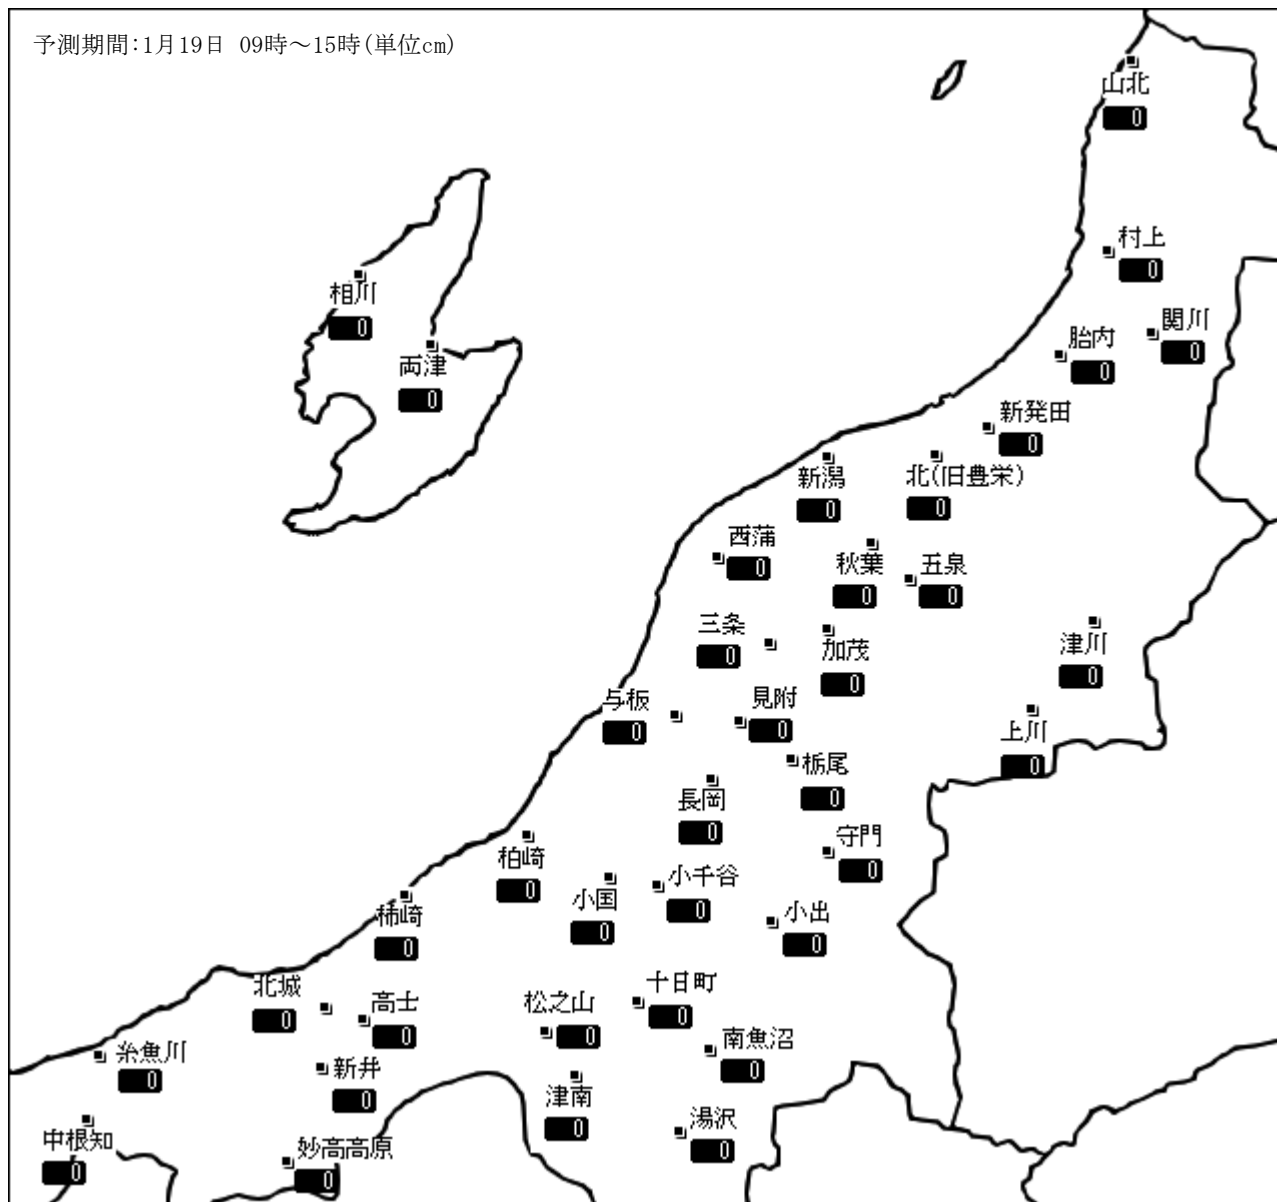 予測期間:1月19日 09時～15時(単位cm)
山北
0
村上
0
相川
0
関川
0
胎内
0
両津
0
新発田
0
新潟
0
北(旧豊栄)
0
西蒲
0
秋葉
0
五泉
0
三条
0
加茂
0
津川
0
与板
0
見附
0
上川
0
栃尾
0
長岡
0
守門
0
柏崎
0
小千谷
0
小国
0
小出
0
柿崎
0
北城
0
高士
0
松之山
0
十日町
0
南魚沼
0
糸魚川
0
新井
0
津南
0
湯沢
0
中根知
0
妙高高原
0